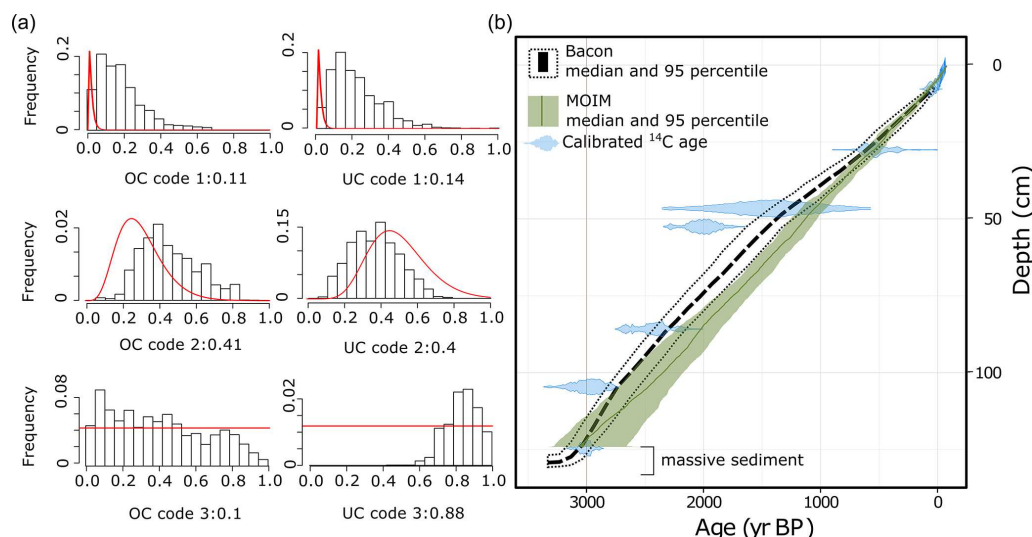 (a)
Frequency
0.2
0
0.0 0.2 0.4 0.6 0.8 1.0
OC code 1:0.11
0.2
0
0.0 0.2 0.4 0.6 0.8 1.0
UC code 1:0.14
Frequency
0.02
0
0.0 0.2 0.4 0.6 0.8 1.0
OC code 2:0.41
0.15
0
0.0 0.2 0.4 0.6 0.8 1.0
UC code 2:0.4
Frequency
0.08
0
0.0 0.2 0.4 0.6 0.8 1.0
OC code 3:0.1
0.02
0
0.0 0.2 0.4 0.6 0.8 1.0
UC code 3:0.88
(b)
Bacon
median and 95 percentile
MOIM
median and 95 percentile
Calibrated ¹⁴C age
massive sediment
0
50
100
Depth (cm)
3000 2000 1000 0
Age (yr BP)